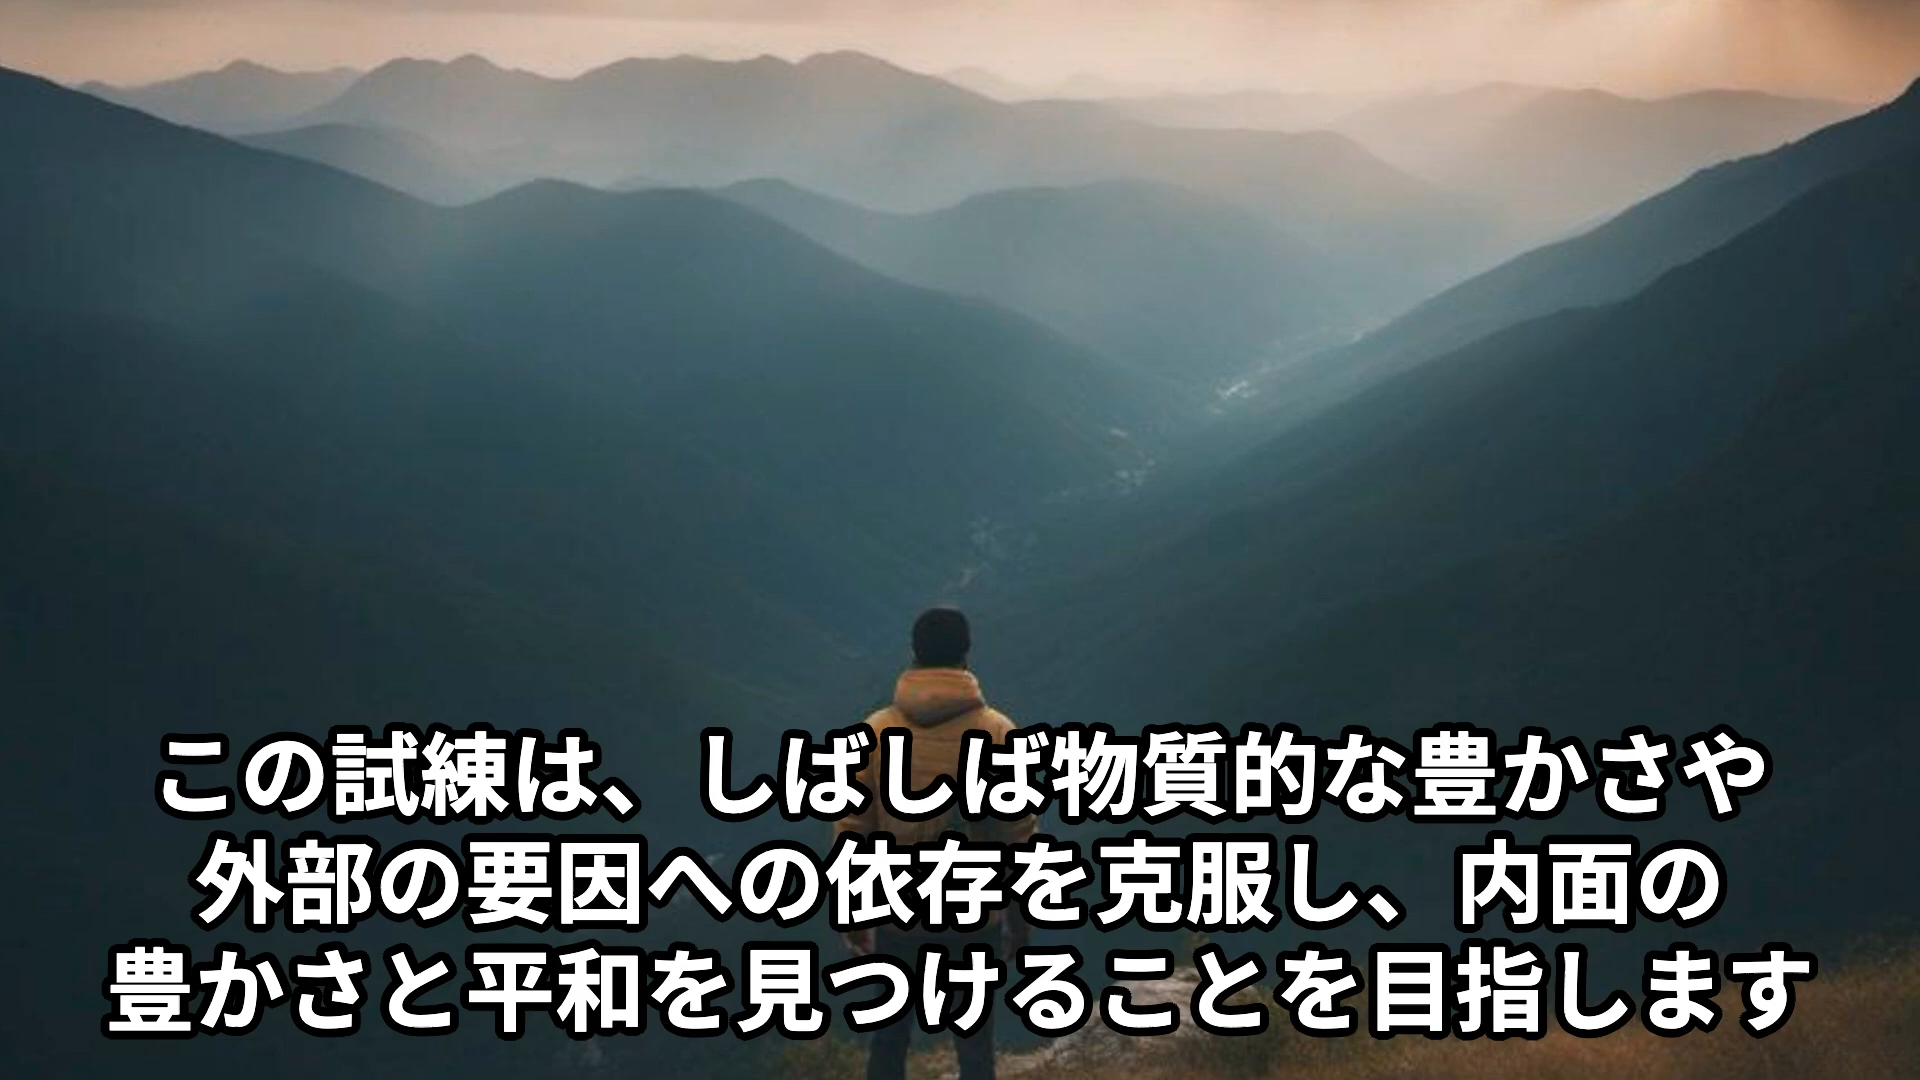 この試練は、しばしば物質的な豊かさや
外部の要因への依存を克服し、内面の
豊かさと平和を見つけることを目指します